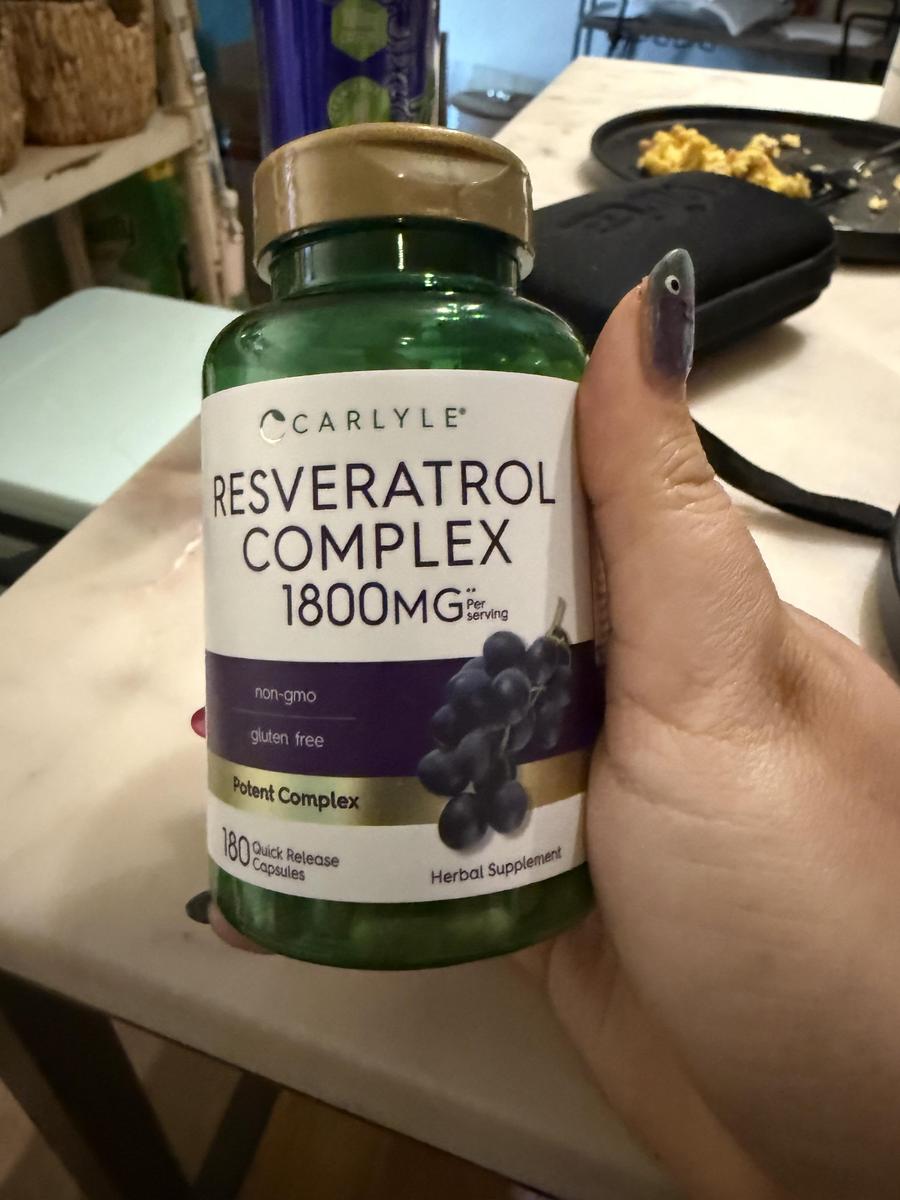 CARLYLE®
RESVERATROL
COMPLEX
1800MG**
Per
serving
non-gmo
gluten free
Potent Complex
180 Quick Release
Capsules
Herbal Supplement